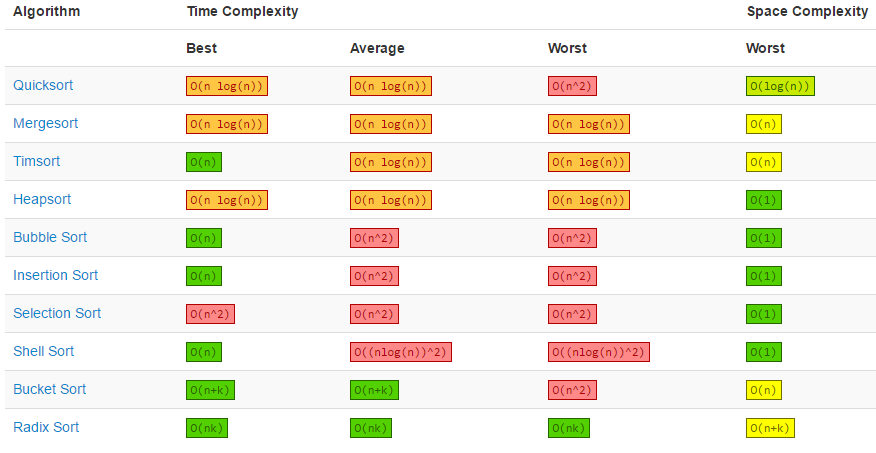 Algorithm Time Complexity Space Complexity
Best Average Worst Worst
Quicksort O(n log(n)) O(n log(n)) O(n^2) O(log(n))
Mergesort O(n log(n)) O(n log(n)) O(n log(n)) O(n)
Timsort O(n) O(n log(n)) O(n log(n)) O(n)
Heapsort O(n log(n)) O(n log(n)) O(n log(n)) O(1)
Bubble Sort O(n) O(n^2) O(n^2) O(1)
Insertion Sort O(n) O(n^2) O(n^2) O(1)
Selection Sort O(n^2) O(n^2) O(n^2) O(1)
Shell Sort O(n) O((nlog(n))^2) O((nlog(n))^2) O(1)
Bucket Sort O(n+k) O(n+k) O(n^2) O(n)
Radix Sort O(nk) O(nk) O(nk) O(n+k)